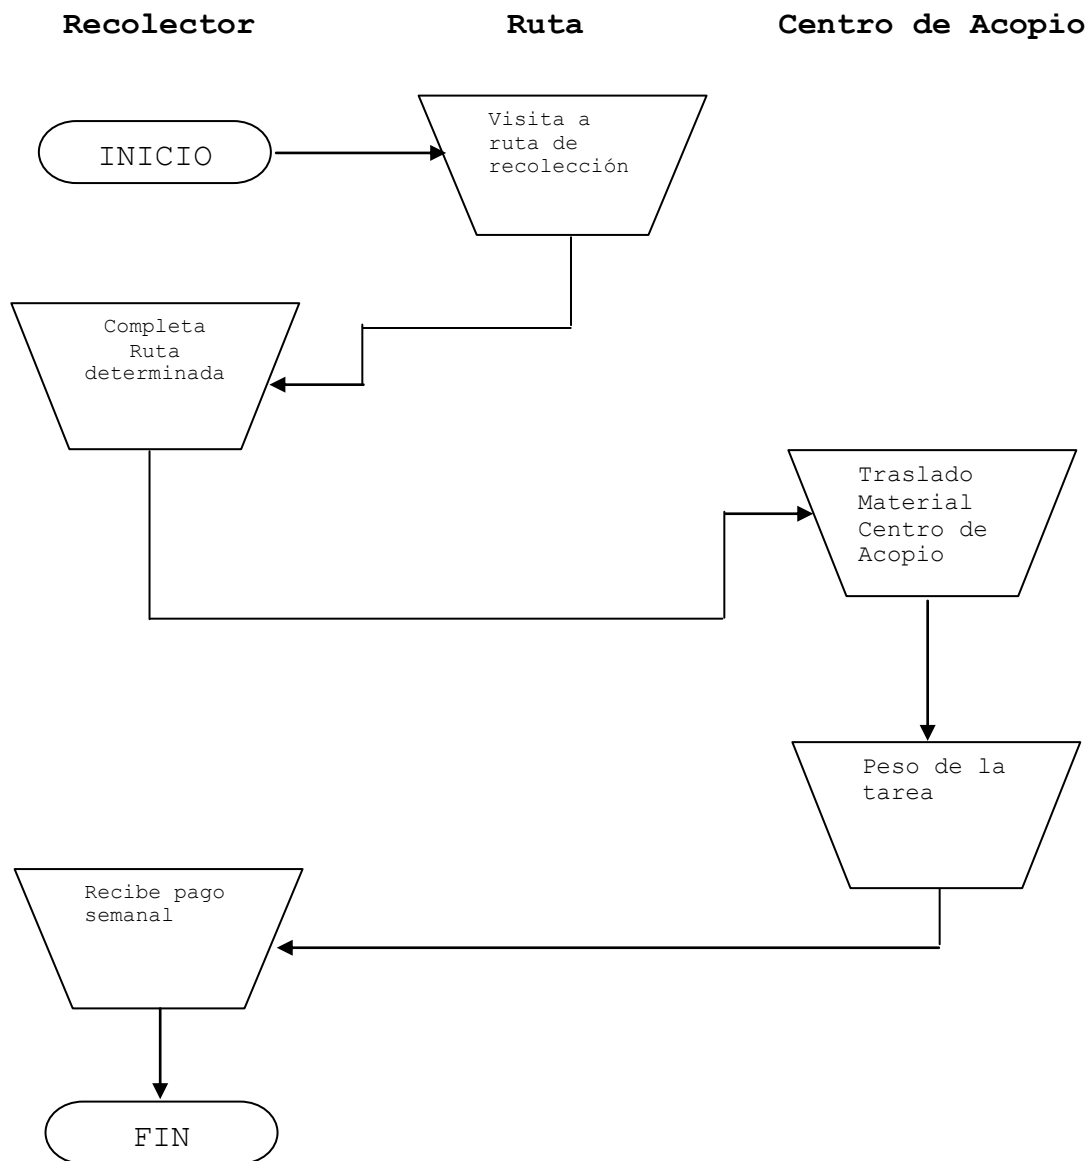 Recolector Ruta Centro de Acopio
INICIO
Visita a
ruta de
recolección
Completa
Ruta
determinada
Traslado
Material
Centro de
Acopio
Peso de la
tarea
Recibe pago
semanal
FIN